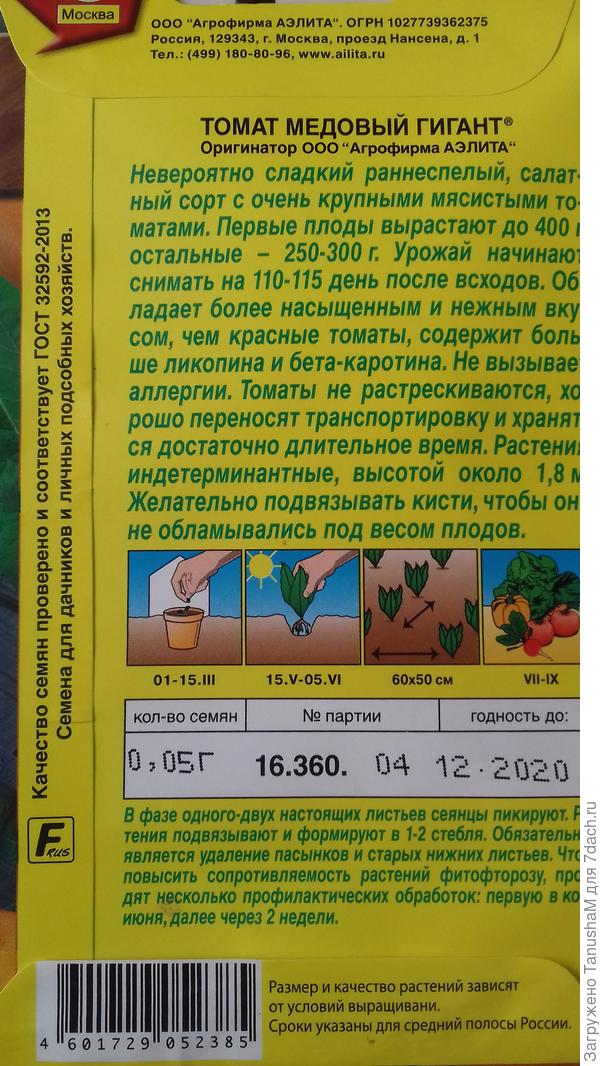 Москва
ООО "Агрофирма АЭЛИТА". ОГРН 1027739362375
Россия, 129343, г. Москва, проезд Нансена, д. 1
Тел.: (499) 180-80-96, www.ailita.ru
ТОМАТ МЕДОВЫЙ ГИГАНТ®
Оригинатор ООО "Агрофирма АЭЛИТА"
Невероятно сладкий раннеспелый, салат-
ный сорт с очень крупными мясистыми то-
матами. Первые плоды вырастают до 400 г
остальные – 250-300 г. Урожай начинают
снимать на 110-115 день после всходов. Об
ладает более насыщенным и нежным вку
сом, чем красные томаты, содержит боль
ше ликопина и бета-каротина. Не вызывае
аллергии. Томаты не растрескиваются, хо
рошо переносят транспортировку и хранят
ся достаточно длительное время. Растени
индетерминантные, высотой около 1,8 м
Желательно подвязывать кисти, чтобы он
не обламывались под весом плодов.
01-15.III 15.V-05.VI 60х50 см VII-IX
кол-во семян № партии годность до:
0,05Г 16.360. 04 12.2020
В фазе одного-двух настоящих листьев сеянцы пикируют. Р
тения подвязывают и формируют в 1-2 стебля. Обязательн
является удаление пасынков и старых нижних листьев. Что
повысить сопротивляемость растений фитофторозу, про
дят несколько профилактических обработок: первую в ко
июня, далее через 2 недели.
Качество семян проверено и соответствует ГОСТ 32592-2013
Семена для дачников и личных подсобных хозяйств.
F RUS
4 601729 052385
Размер и качество растений зависят
от условий выращивани.
Сроки указаны для средней полосы России.
Загружено TanushaM для 7dach.ru